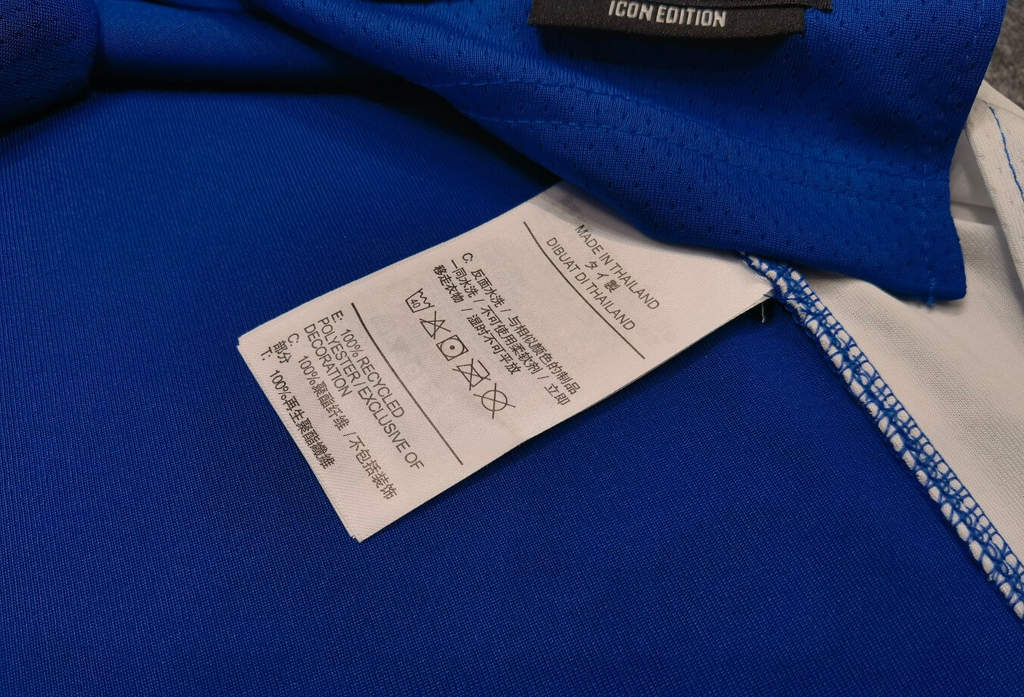 ICON EDITION
MADE IN THAILAND
タイ製
DIBUAT DI THAILAND
C: 反面水洗 / 与相似颜色的制品
一同水洗 / 不可使用柔软剂 / 立即
移走衣物 / 湿时不可平放
40
E: 100% RECYCLED
POLYESTER/EXCLUSIVE OF
DECORATION
C: 100%聚酯纤维 / 不包括装饰
部分
T: 100%再生聚酯纖維